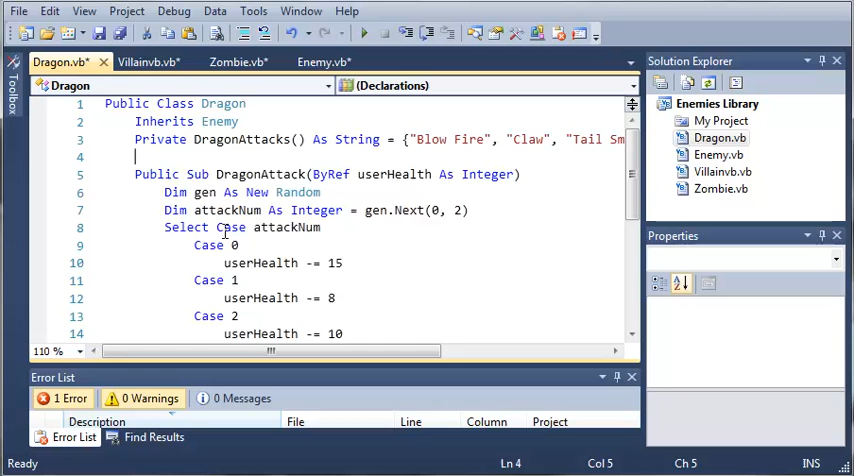 File Edit View Project Debug Data Tools Window Help
Dragon.vb* Villainvb.vb* Zombie.vb* Enemy.vb*
Toolbox
Dragon (Declarations)
1 Public Class Dragon
2 Inherits Enemy
3 Private DragonAttacks() As String = {"Blow Fire", "Claw", "Tail Sm
4
5 Public Sub DragonAttack(ByRef userHealth As Integer)
6 Dim gen As New Random
7 Dim attackNum As Integer = gen.Next(0, 2)
8 Select Case attackNum
9 Case 0
10 userHealth -= 15
11 Case 1
12 userHealth -= 8
13 Case 2
14 userHealth -= 10
110 %
Solution Explorer
Enemies Library
My Project
Dragon.vb
Enemy.vb
Villainvb.vb
Zombie.vb
Properties
Error List
1 Error 0 Warnings 0 Messages
Description File Line Column Project
Error List Find Results
Ready Ln 4 Col 5 Ch 5 INS